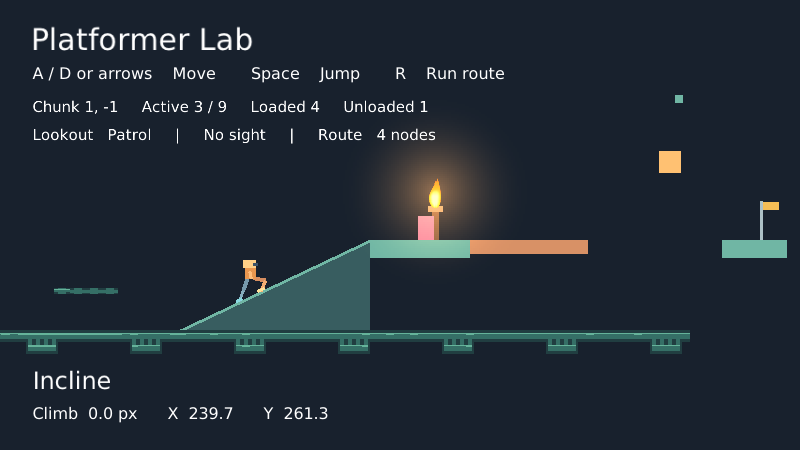 Platformer Lab
A / D or arrows Move Space Jump R Run route
Chunk 1, -1 Active 3 / 9 Loaded 4 Unloaded 1
Lookout Patrol | No sight | Route 4 nodes
Incline
Climb 0.0 px X 239.7 Y 261.3